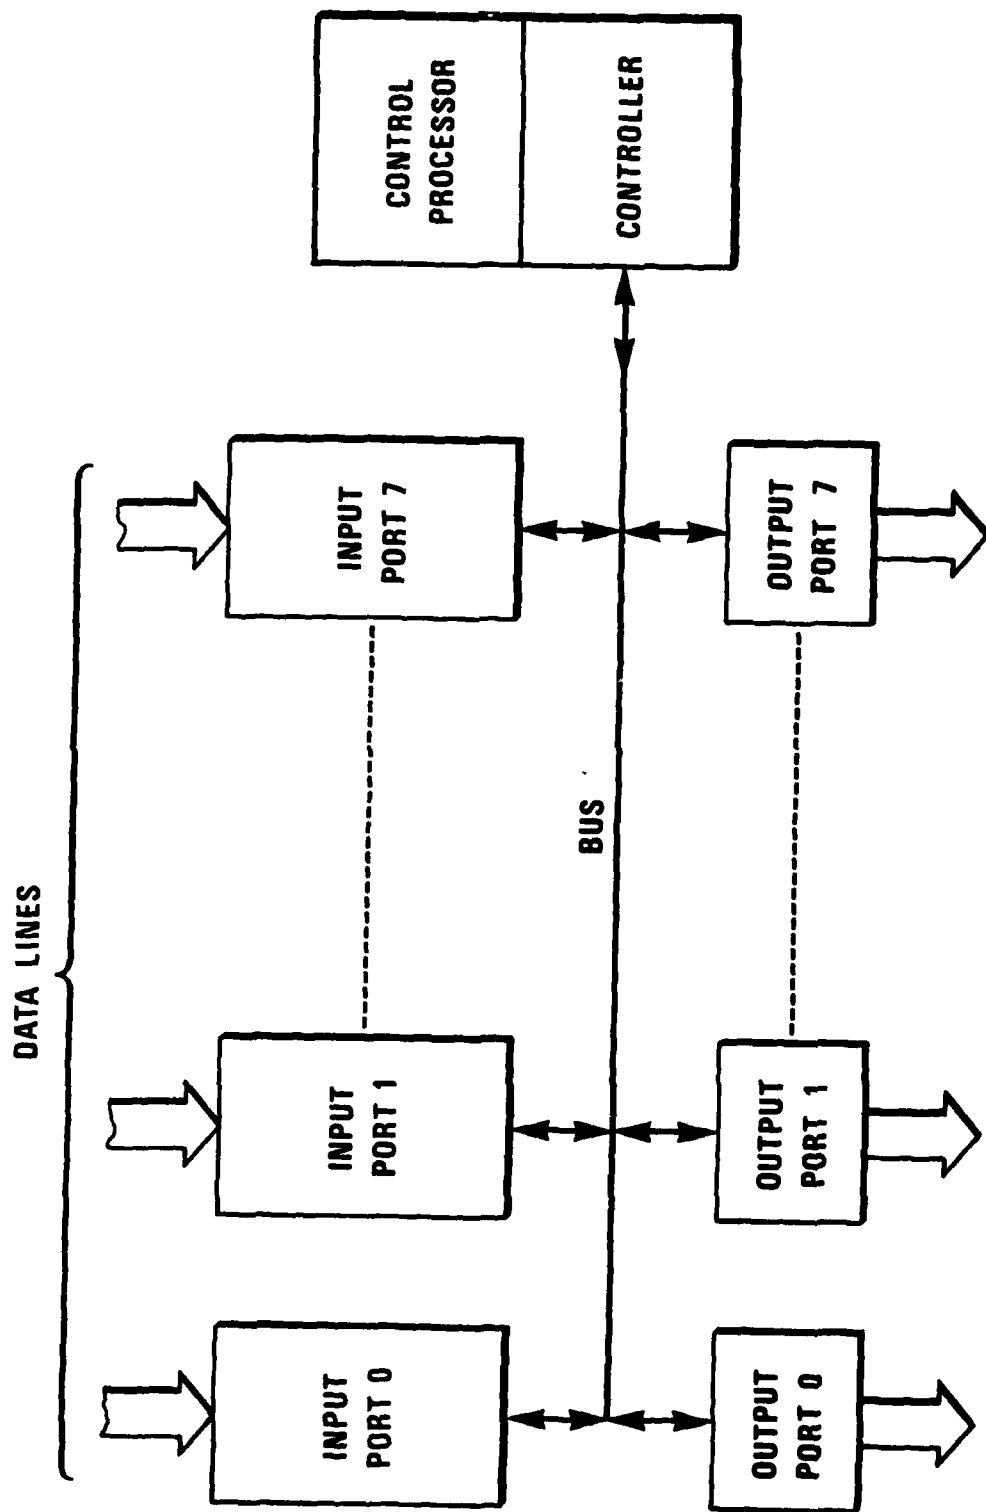 DATA LINES
INPUT
PORT 0
INPUT
PORT 1
INPUT
PORT 7
CONTROL
PROCESSOR
CONTROLLER
BUS
OUTPUT
PORT 0
OUTPUT
PORT 1
OUTPUT
PORT 7